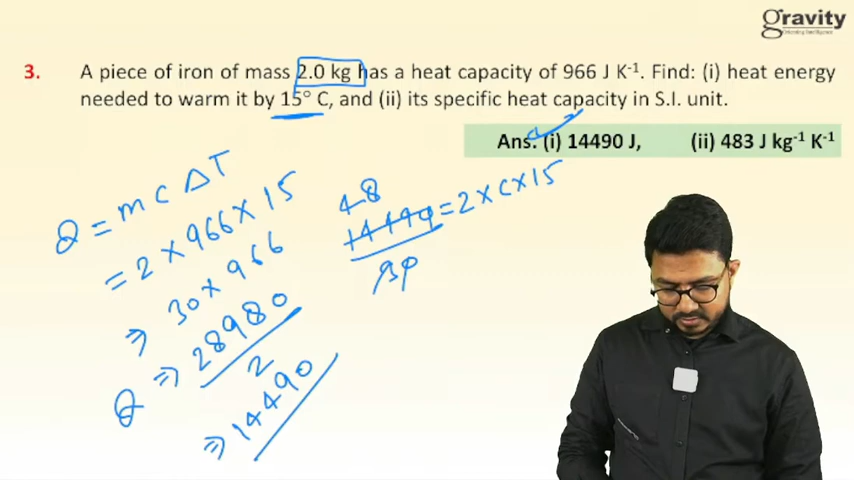 Gravity
3. A piece of iron of mass 2.0 kg has a heat capacity of 966 J K⁻¹. Find: (i) heat energy
needed to warm it by 15° C, and (ii) its specific heat capacity in S.I. unit.
Ans. (i) 14490 J, (ii) 483 J kg⁻¹ K⁻¹
Q = m c ΔT
= 2 × 966 × 15
⇒ 30 × 966
Q ⇒ 28980
2
⇒ 14490
48
14490 = 2 × C × 15
30